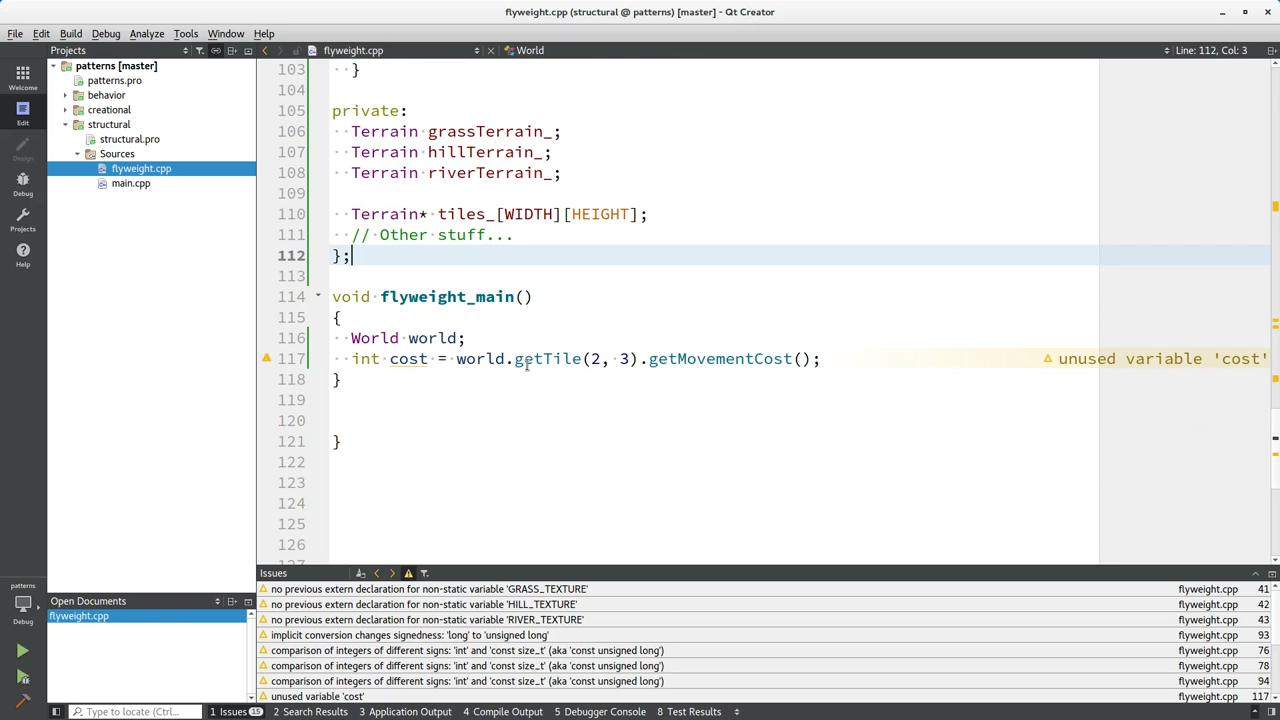 flyweight.cpp (structural @ patterns) [master] - Qt Creator
File Edit Build Debug Analyze Tools Window Help
Projects flyweight.cpp World Line: 112, Col: 3
Welcome
Edit
Design
Debug
Projects
Help
patterns
Debug
patterns [master]
patterns.pro
behavior
creational
structural
structural.pro
Sources
flyweight.cpp
main.cpp
Open Documents
flyweight.cpp
103 }
104
105 private:
106 Terrain grassTerrain_;
107 Terrain hillTerrain_;
108 Terrain riverTerrain_;
109
110 Terrain* tiles_[WIDTH][HEIGHT];
111 // Other stuff...
112 };
113
114 void flyweight_main()
115 {
116 World world;
117 int cost = world.getTile(2, 3).getMovementCost(); unused variable 'cost'
118 }
119
120
121 }
122
123
124
125
126
127
Issues
no previous extern declaration for non-static variable 'GRASS_TEXTURE' flyweight.cpp 41
no previous extern declaration for non-static variable 'HILL_TEXTURE' flyweight.cpp 42
no previous extern declaration for non-static variable 'RIVER_TEXTURE' flyweight.cpp 43
implicit conversion changes signedness: 'long' to 'unsigned long' flyweight.cpp 93
comparison of integers of different signs: 'int' and 'const size_t' (aka 'const unsigned long') flyweight.cpp 76
comparison of integers of different signs: 'int' and 'const size_t' (aka 'const unsigned long') flyweight.cpp 78
comparison of integers of different signs: 'int' and 'const size_t' (aka 'const unsigned long') flyweight.cpp 94
unused variable 'cost' flyweight.cpp 117
Type to locate (Ctrl+... 1 Issues 15 2 Search Results 3 Application Output 4 Compile Output 5 Debugger Console 8 Test Results